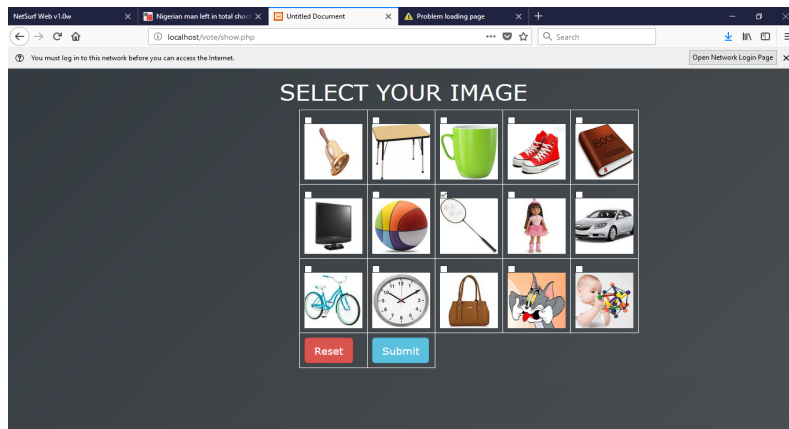 NetSurf Web v1.0w
Nigerian man left in total shoc
Untitled Document
Problem loading page
localhost/vote/show.php
Search
You must log in to this network before you can access the Internet.
Open Network Login Page
SELECT YOUR IMAGE
BOOK
Reset
Submit